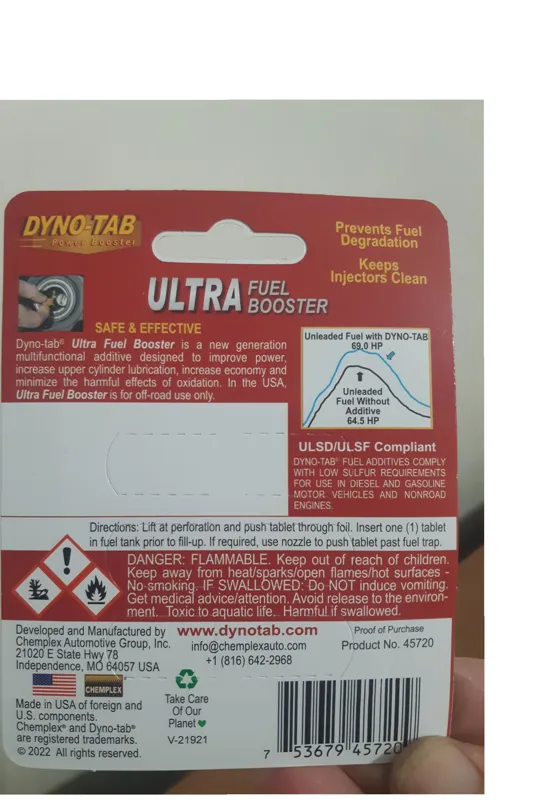 DYNO-TAB
Power Booster
Prevents Fuel
Degradation
Keeps
Injectors Clean
ULTRA FUEL
BOOSTER
SAFE & EFFECTIVE
Dyno-tab® Ultra Fuel Booster is a new generation
multifunctional additive designed to improve power,
increase upper cylinder lubrication, increase economy and
minimize the harmful effects of oxidation. In the USA,
Ultra Fuel Booster is for off-road use only.
Unleaded Fuel with DYNO-TAB
69.0 HP
Unleaded
Fuel Without
Additive
64.5 HP
ULSD/ULSF Compliant
DYNO-TAB® FUEL ADDITIVES COMPLY
WITH LOW SULFUR REQUIREMENTS
FOR USE IN DIESEL AND GASOLINE
MOTOR VEHICLES AND NONROAD
ENGINES.
Directions: Lift at perforation and push tablet through foil. Insert one (1) tablet
in fuel tank prior to fill-up. If required, use nozzle to push tablet past fuel trap.
DANGER: FLAMMABLE. Keep out of reach of children.
Keep away from heat/sparks/open flames/hot surfaces -
No smoking. IF SWALLOWED: Do NOT induce vomiting.
Get medical advice/attention. Avoid release to the environ-
ment. Toxic to aquatic life. Harmful if swallowed.
Developed and Manufactured by
Chemplex Automotive Group, Inc.
21020 E State Hwy 78
Independence, MO 64057 USA
CHEMPLEX
Made in USA of foreign and
U.S. components.
Chemplex® and Dyno-tab®
are registered trademarks.
© 2022 All rights reserved.
www.dynotab.com
info@chemplexauto.com
+1 (816) 642-2968
Take Care
Of Our
Planet
V-21921
Proof of Purchase
Product No. 45720
7 53679 45720